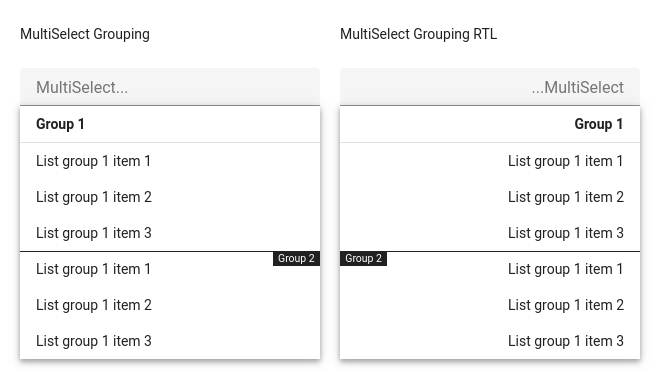 MultiSelect Grouping
MultiSelect...
Group 1
List group 1 item 1
List group 1 item 2
List group 1 item 3
Group 2
List group 1 item 1
List group 1 item 2
List group 1 item 3
MultiSelect Grouping RTL
...MultiSelect
Group 1
List group 1 item 1
List group 1 item 2
List group 1 item 3
Group 2
List group 1 item 1
List group 1 item 2
List group 1 item 3